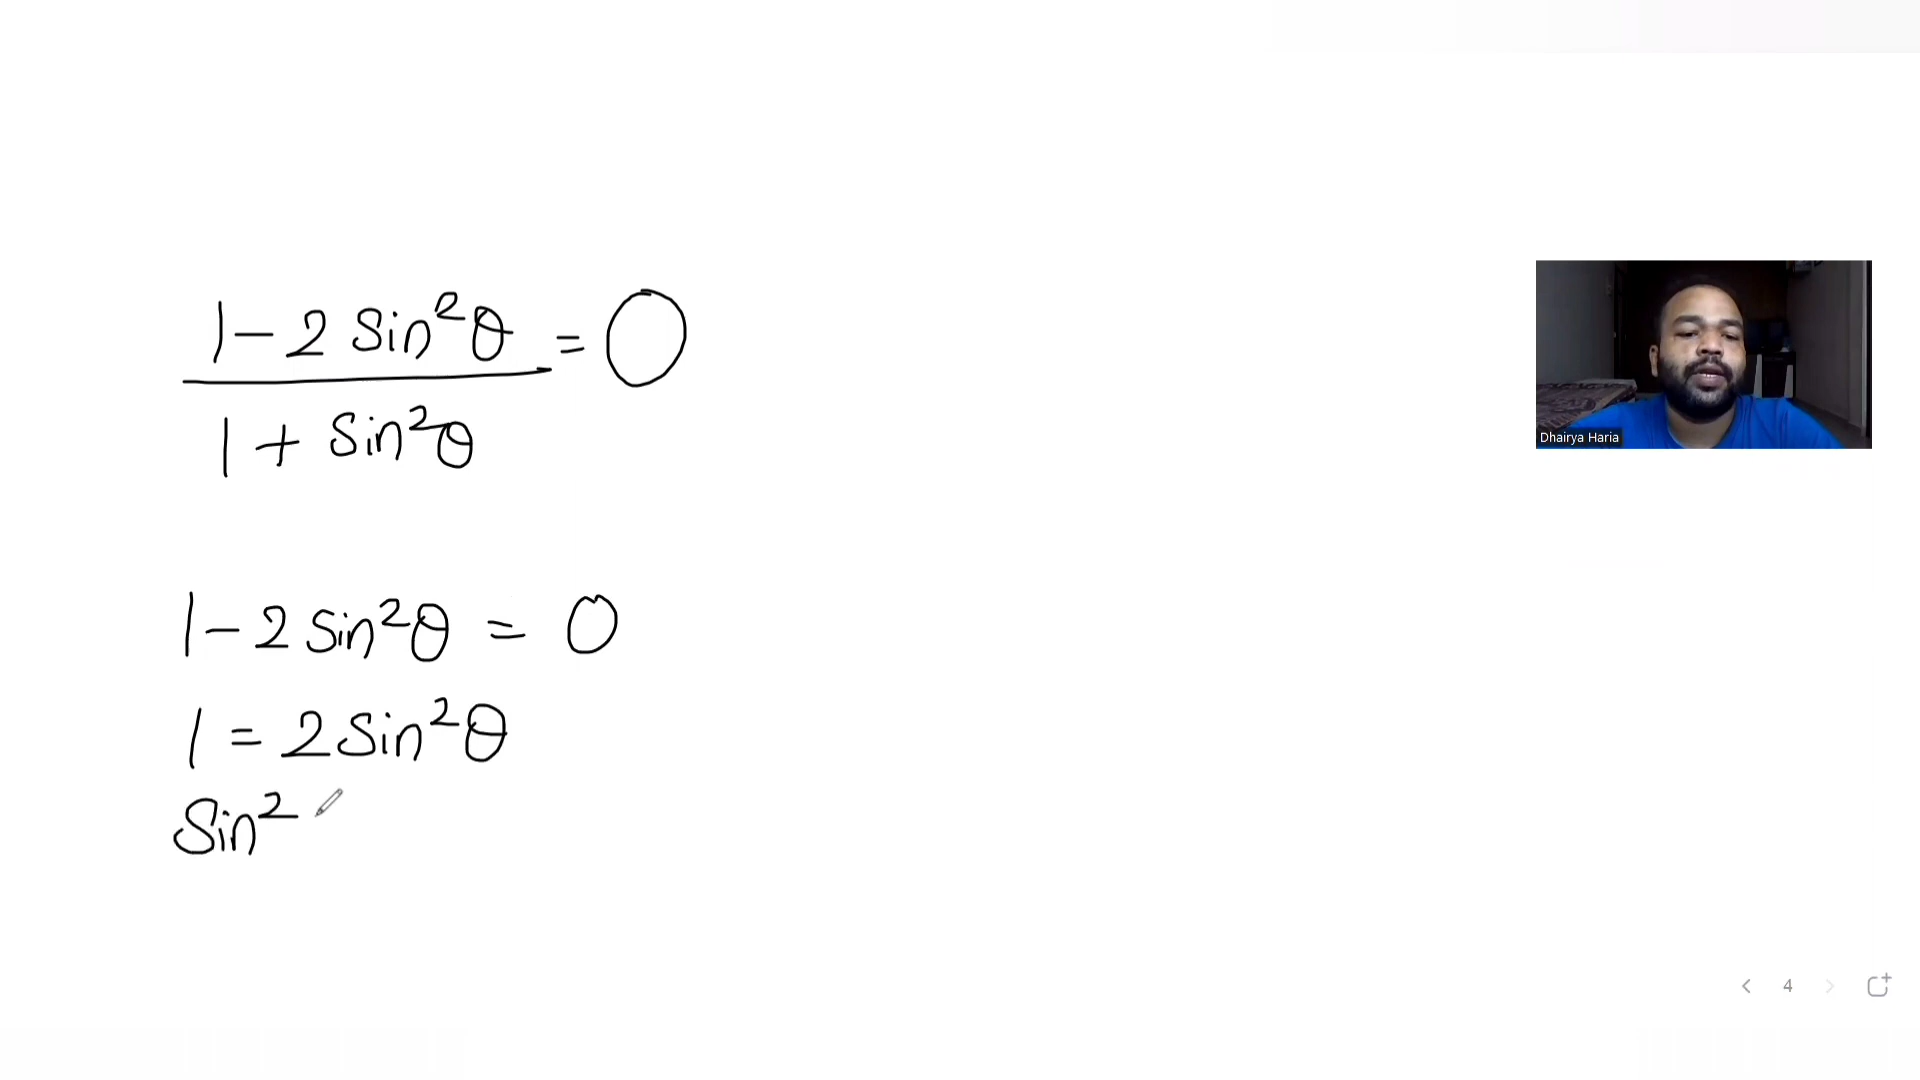 1 - 2 Sin²θ = 0
1 + Sin²θ
Dhairya Haria
1 - 2 Sin²θ = 0
1 = 2 Sin²θ
Sin²
4